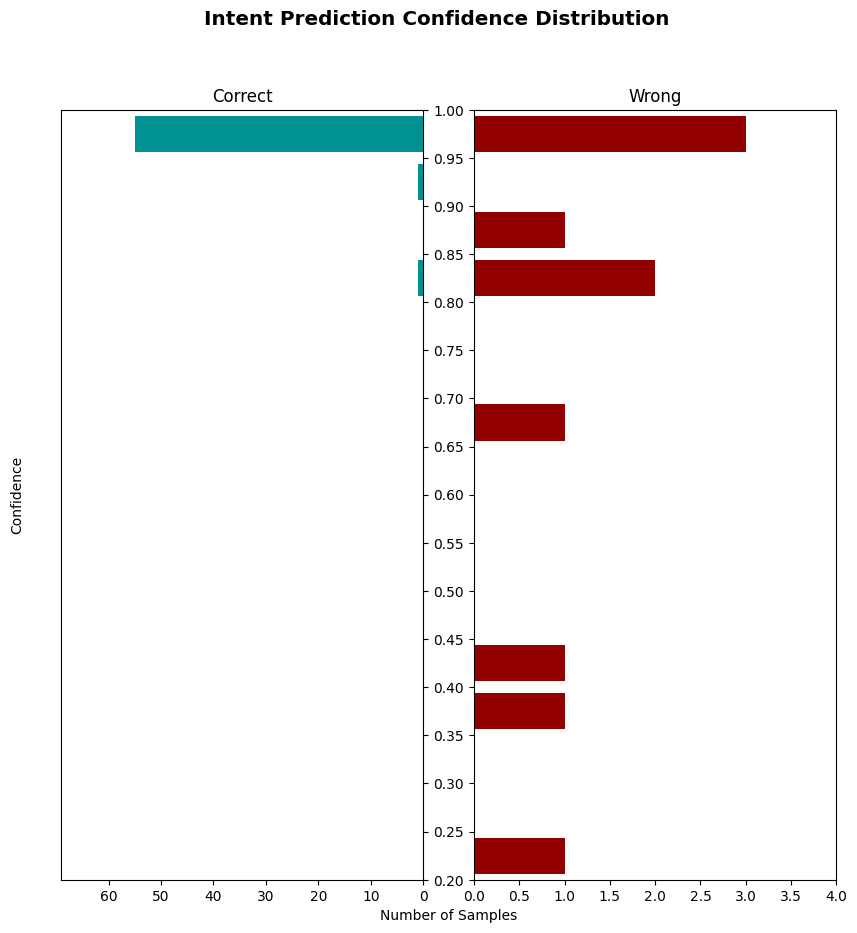 Intent Prediction Confidence Distribution
Correct
Wrong
1.00
0.95
0.90
0.85
0.80
0.75
0.70
0.65
0.60
0.55
0.50
0.45
0.40
0.35
0.30
0.25
0.20
Confidence
60 50 40 30 20 10 0
0.0 0.5 1.0 1.5 2.0 2.5 3.0 3.5 4.0
Number of Samples